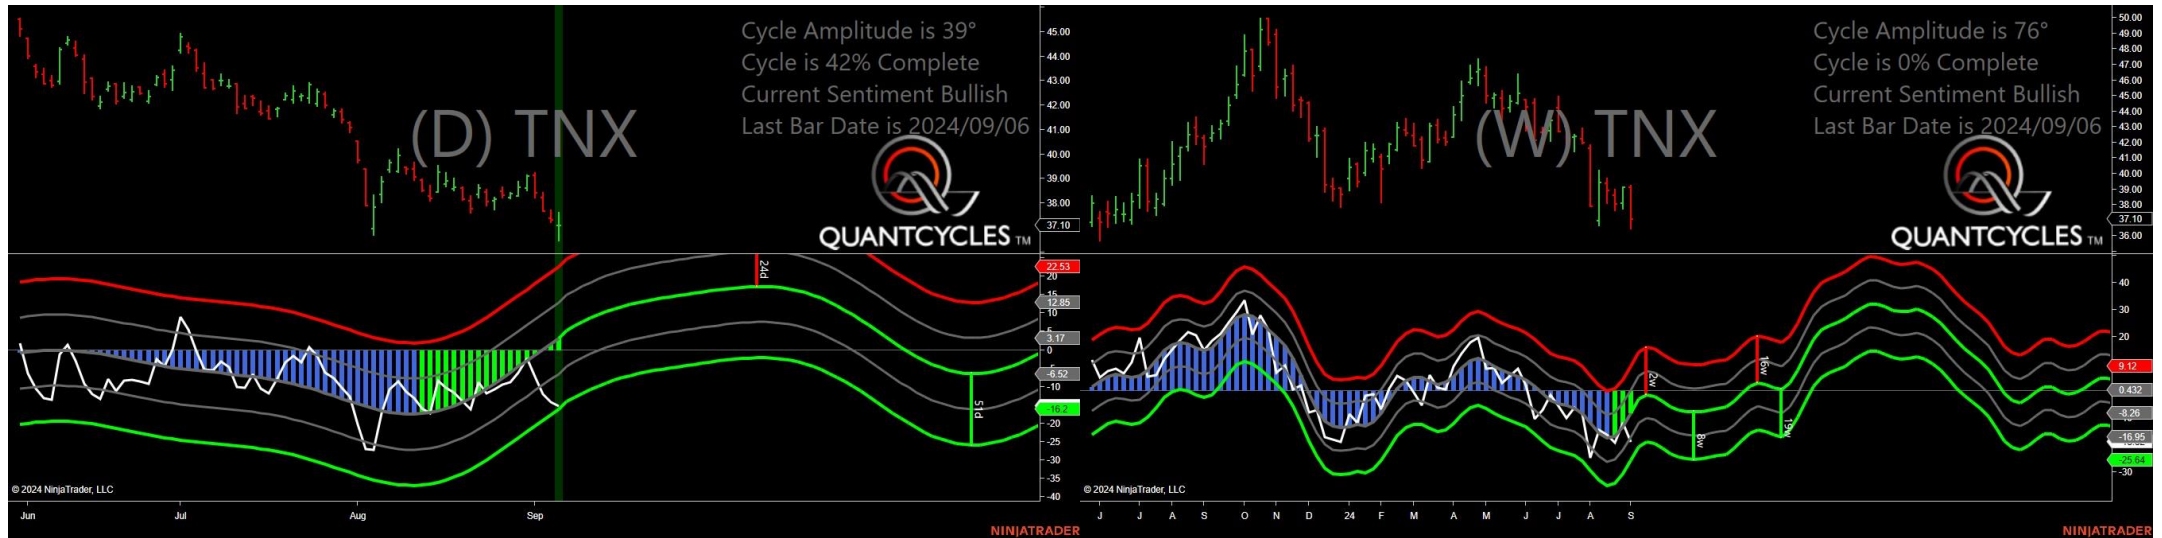 Cycle Amplitude is 39°
Cycle is 42% Complete
Current Sentiment Bullish
Last Bar Date is 2024/09/06
(D) TNX
QUANTCYCLES TM
45.00
44.00
43.00
42.00
41.00
40.00
39.00
38.00
37.10
24d
51d
22.53
20
15
12.85
10
5
3.17
0
-6.52
-10
-16.2
-20
-25
-30
-35
-40
© 2024 NinjaTrader, LLC
Jun Jul Aug Sep
NINJATRADER
Cycle Amplitude is 76°
Cycle is 0% Complete
Current Sentiment Bullish
Last Bar Date is 2024/09/06
(W) TNX
QUANTCYCLES TM
50.00
49.00
48.00
47.00
46.00
45.00
44.00
43.00
42.00
41.00
40.00
39.00
38.00
37.10
36.00
2w
8w
16w
19w
40
30
20
9.12
0.432
-8.26
-16.95
-25.64
-30
© 2024 NinjaTrader, LLC
J J A S O N D 24 F M A M J J A S
NINJATRADER